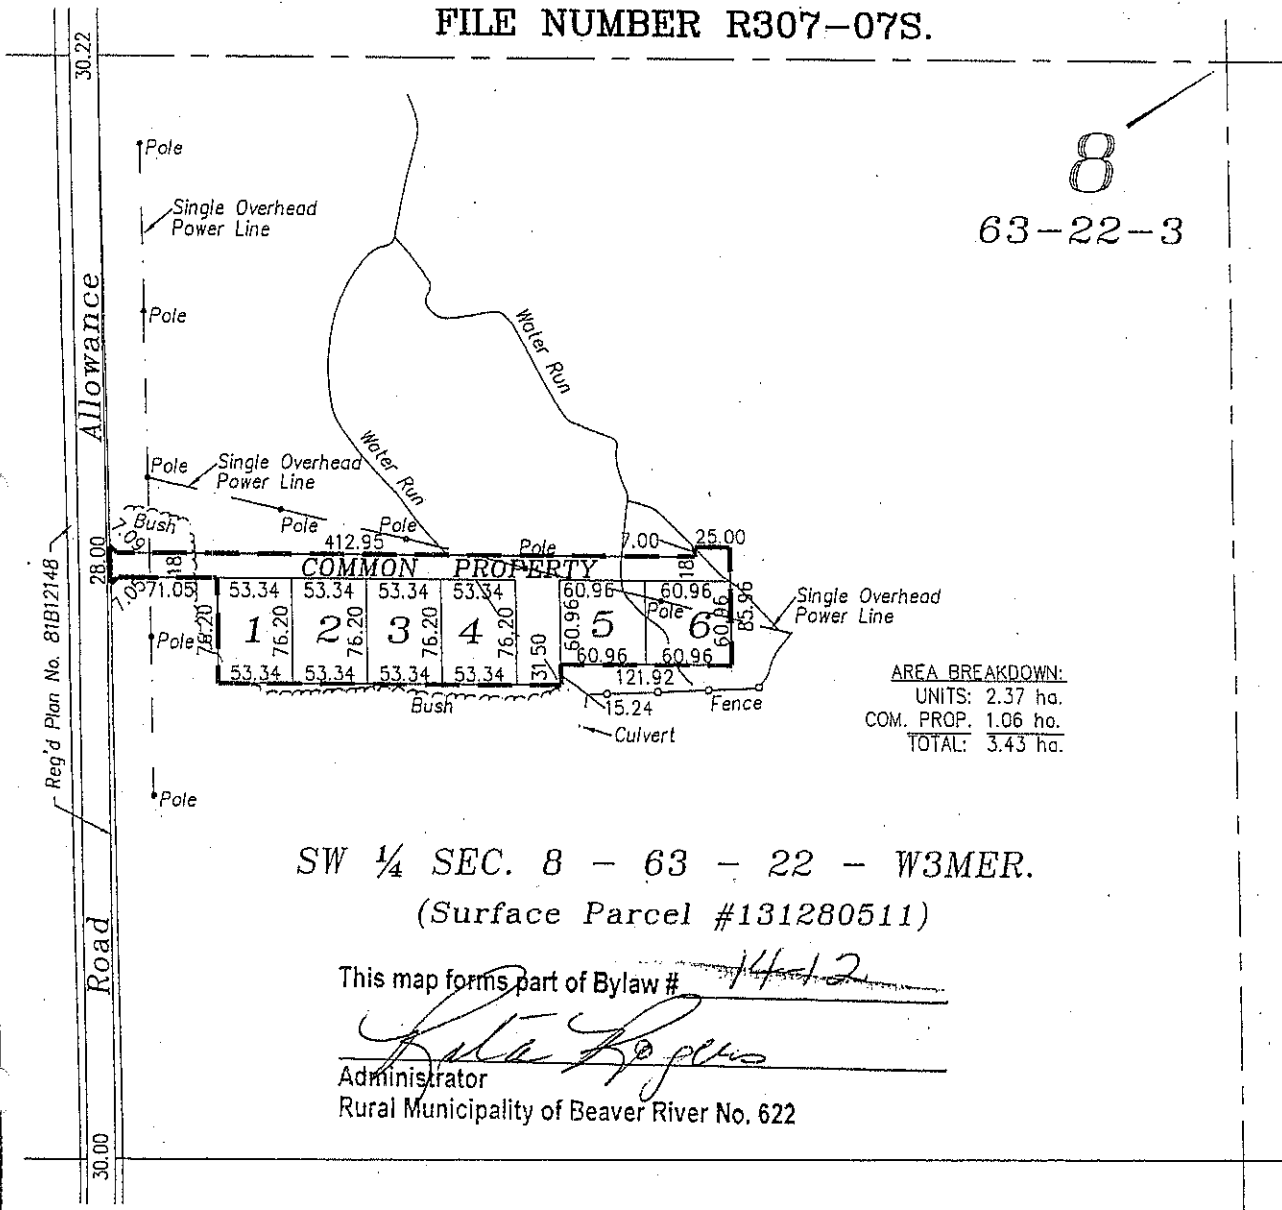 FILE NUMBER R307-07S.
30.22
8
63-22-3
Pole
Single Overhead
Power Line
Pole
Allowance
Water Run
Water Run
Pole
Single Overhead
Power Line
Pole
Pole
Bush
7.09
28.00
18
412.95
Pole
7.00
25.00
COMMON PROPERTY
18
7.05
71.05
53.34
53.34
53.34
53.34
60.96
60.96
Pole
Single Overhead
Power Line
76.20
1
76.20
2
76.20
3
76.20
4
76.20
60.96
5
6
60.96
85.96
Pole
31.50
53.34
53.34
53.34
53.34
60.96
60.96
121.92
Bush
15.24
Fence
Culvert
Pole
Reg'd Plan No. 81B12148
AREA BREAKDOWN:
UNITS: 2.37 ha.
COM. PROP. 1.06 ha.
TOTAL: 3.43 ha.
SW ¼ SEC. 8 - 63 - 22 - W3MER.
(Surface Parcel #131280511)
Road
This map forms part of Bylaw # 14-12
Rita Rogers
Administrator
Rural Municipality of Beaver River No. 622
30.00